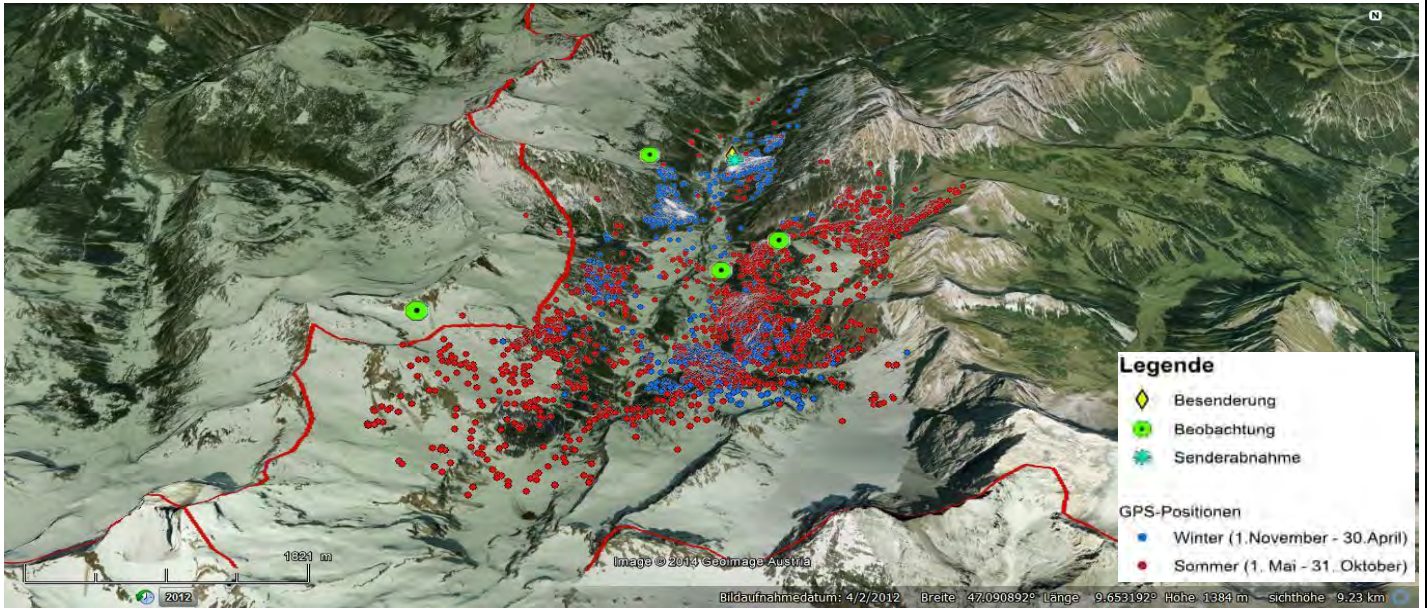 N
Legende
Besenderung
Beobachtung
Senderabnahme
GPS-Positionen
Winter (1.November - 30.April)
Sommer (1. Mai - 31. Oktober)
1821 m
Image © 2014 Geoimage Austria
2012
Bildaufnahmedatum: 4/2/2012 Breite 47.090892° Länge 9.653192° Höhe 1384 m sichthöhe 9.23 km